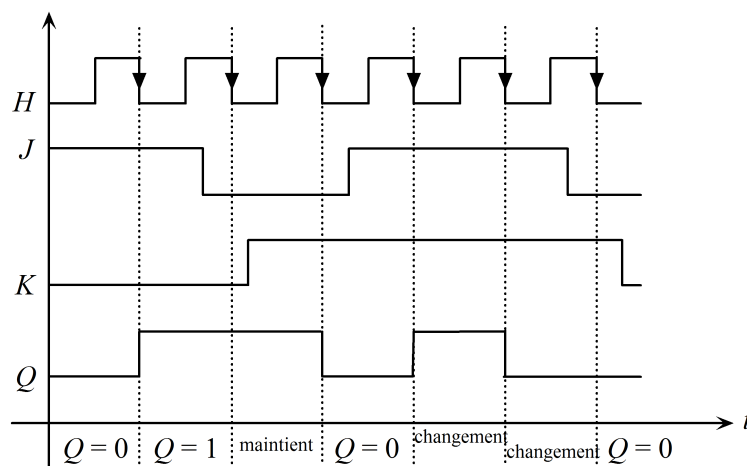 H
J
K
Q
t
Q = 0
Q = 1
maintient
Q = 0
changement
changement
Q = 0